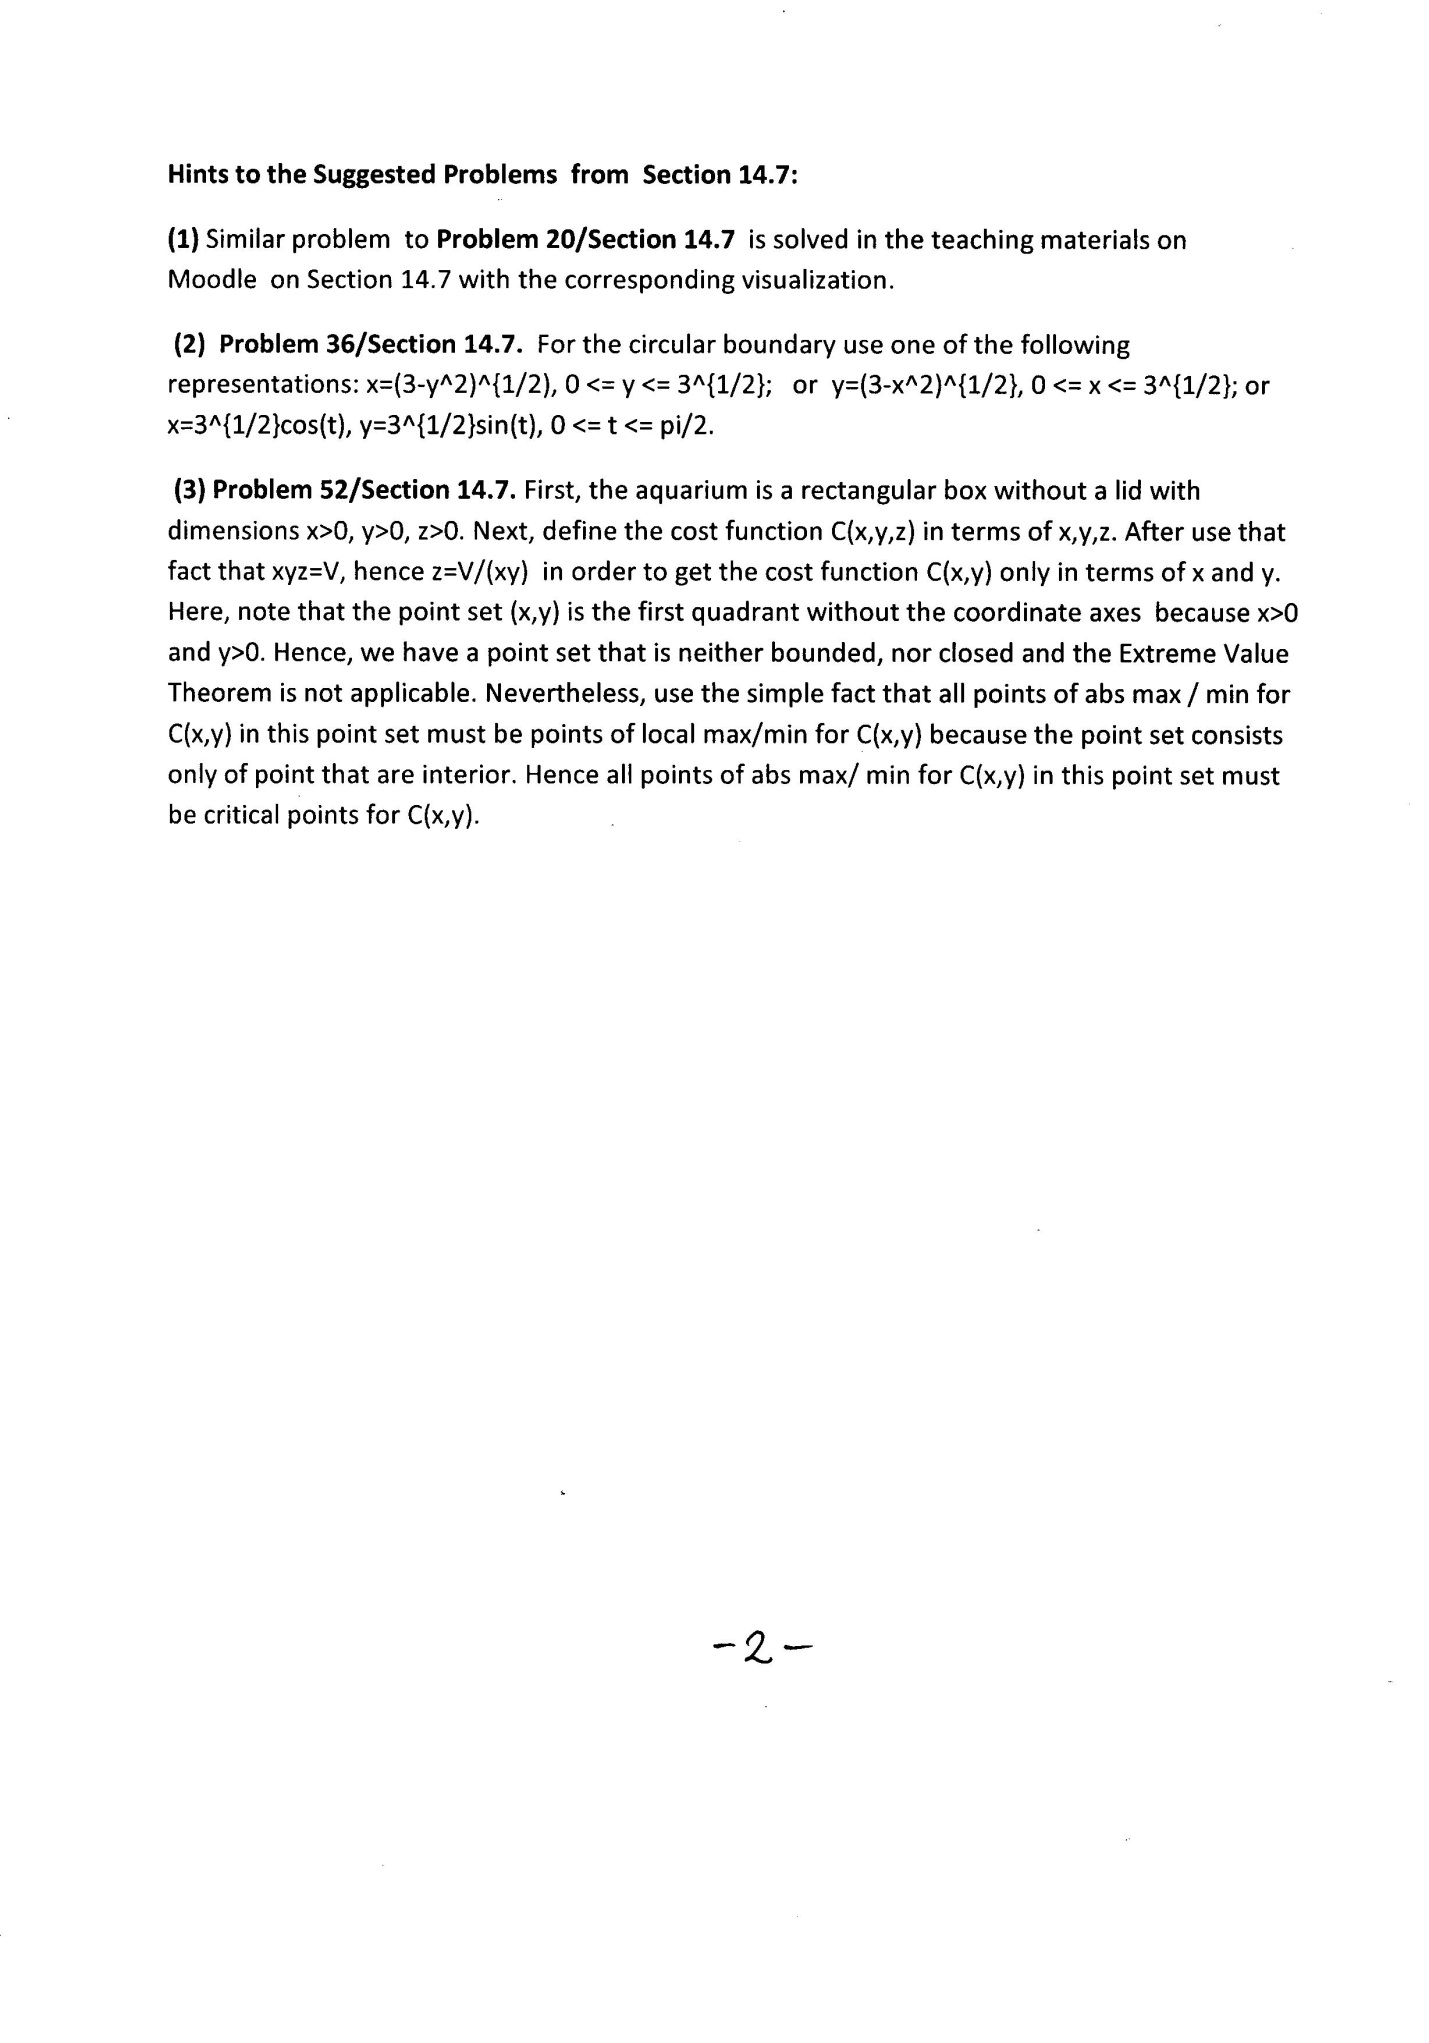 Hints to the Suggested Problems from Section 14.7:
(1) Similar problem to Problem 20/Section 14.7 is solved in the teaching materials on
Moodle on Section 14.7 with the corresponding visualization.
(2) Problem 36/Section 14.7. For the circular boundary use one of the following
representations: x=(3-y^2)^{1/2), 0 <= y <= 3^{1/2}; or y=(3-x^2)^{1/2}, 0 <= x <= 3^{1/2}; or
x=3^{1/2}cos(t), y=3^{1/2}sin(t), 0 <= t <= pi/2.
(3) Problem 52/Section 14.7. First, the aquarium is a rectangular box without a lid with
dimensions x>0, y>0, z>0. Next, define the cost function C(x,y,z) in terms of x,y,z. After use that
fact that xyz=V, hence z=V/(xy) in order to get the cost function C(x,y) only in terms of x and y.
Here, note that the point set (x,y) is the first quadrant without the coordinate axes because x>0
and y>0. Hence, we have a point set that is neither bounded, nor closed and the Extreme Value
Theorem is not applicable. Nevertheless, use the simple fact that all points of abs max / min for
C(x,y) in this point set must be points of local max/min for C(x,y) because the point set consists
only of point that are interior. Hence all points of abs max/ min for C(x,y) in this point set must
be critical points for C(x,y).
-2-